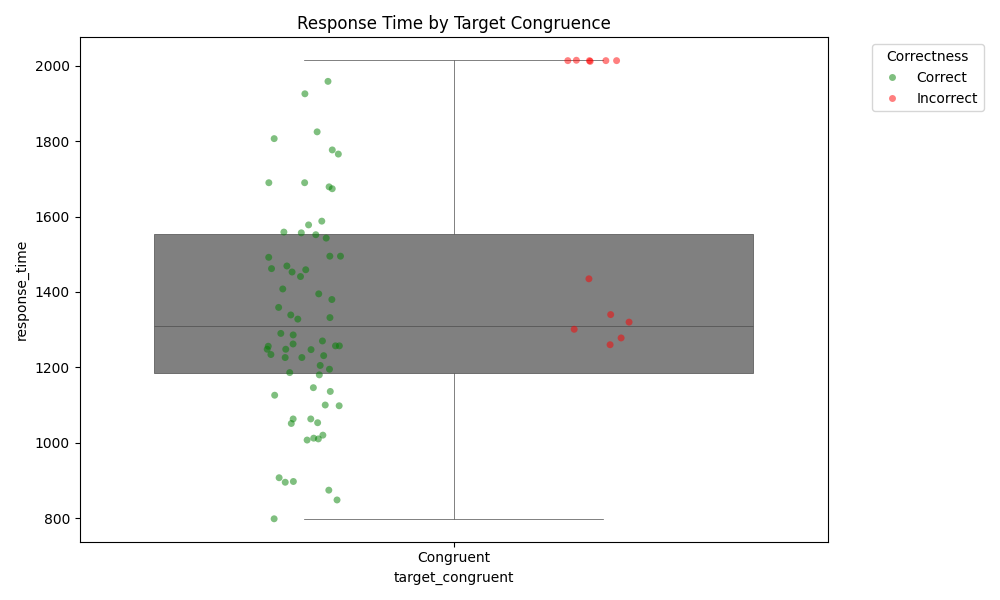 Response Time by Target Congruence
Correctness
Correct
Incorrect
response_time
2000
1800
1600
1400
1200
1000
800
Congruent
target_congruent